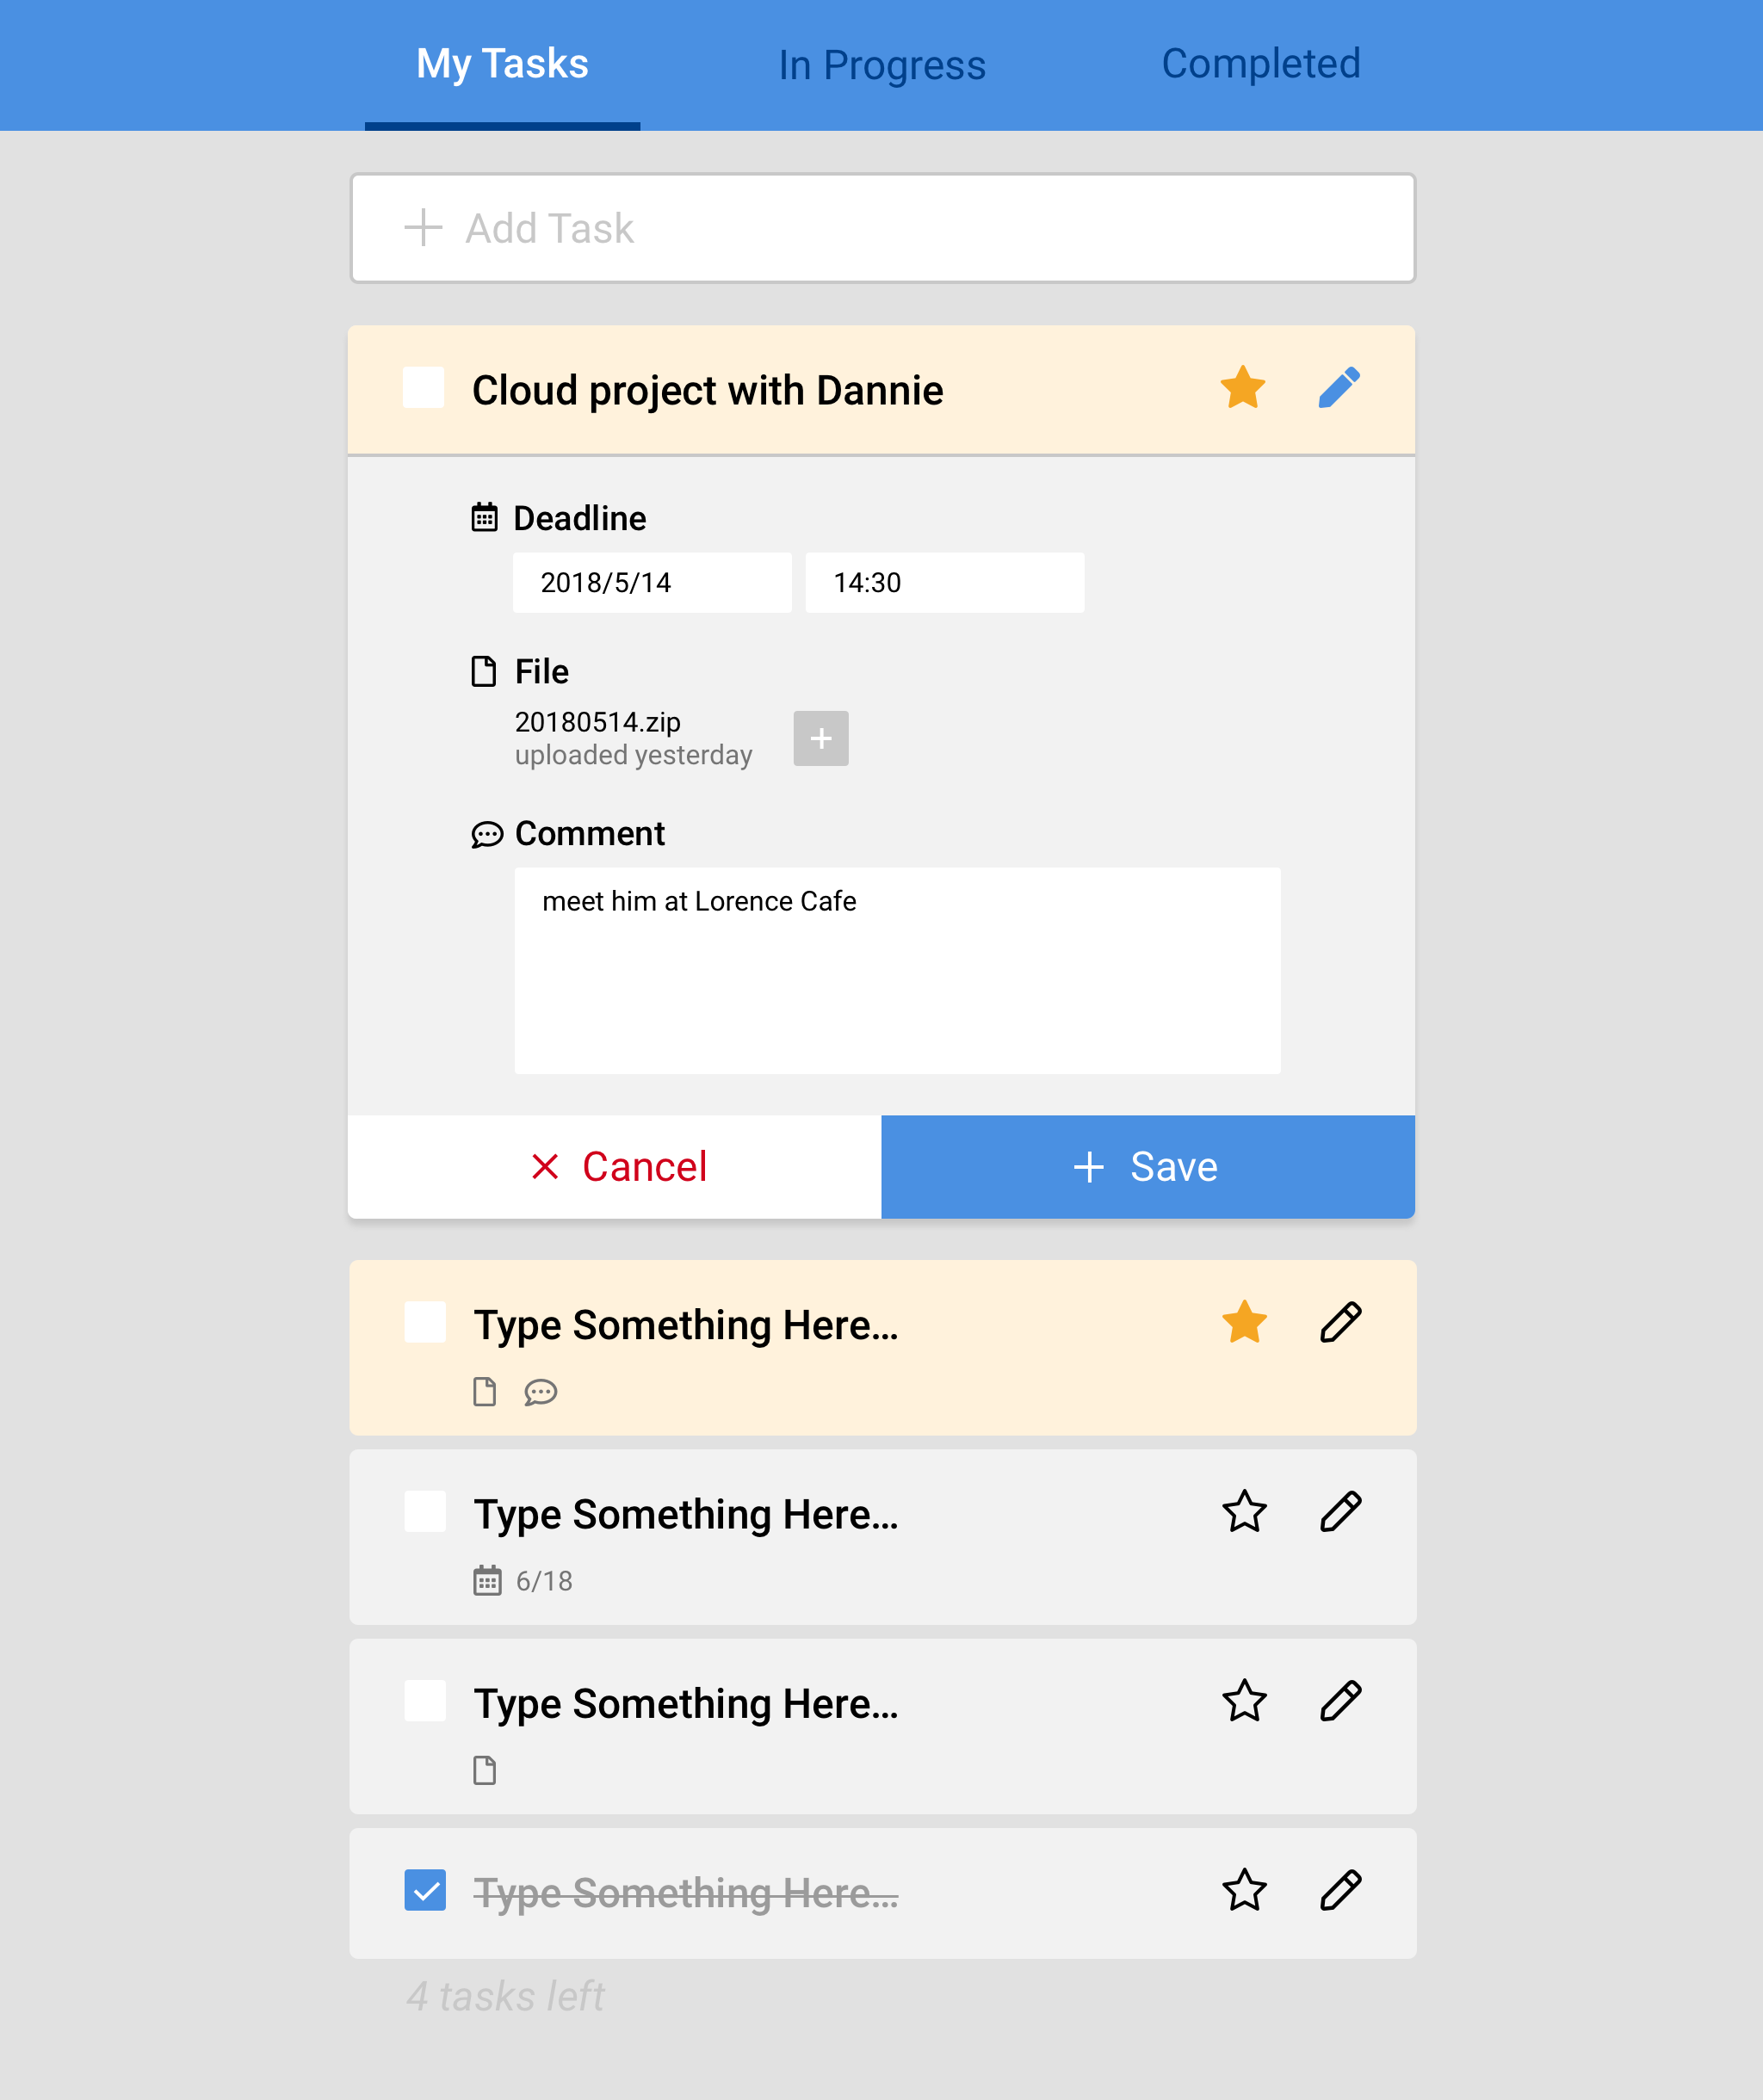 My Tasks In Progress Completed
Add Task
Cloud project with Dannie
Deadline
2018/5/14 14:30
File
20180514.zip
uploaded yesterday
Comment
meet him at Lorence Cafe
Cancel Save
Type Something Here…
Type Something Here…
6/18
Type Something Here…
Type Something Here…
4 tasks left